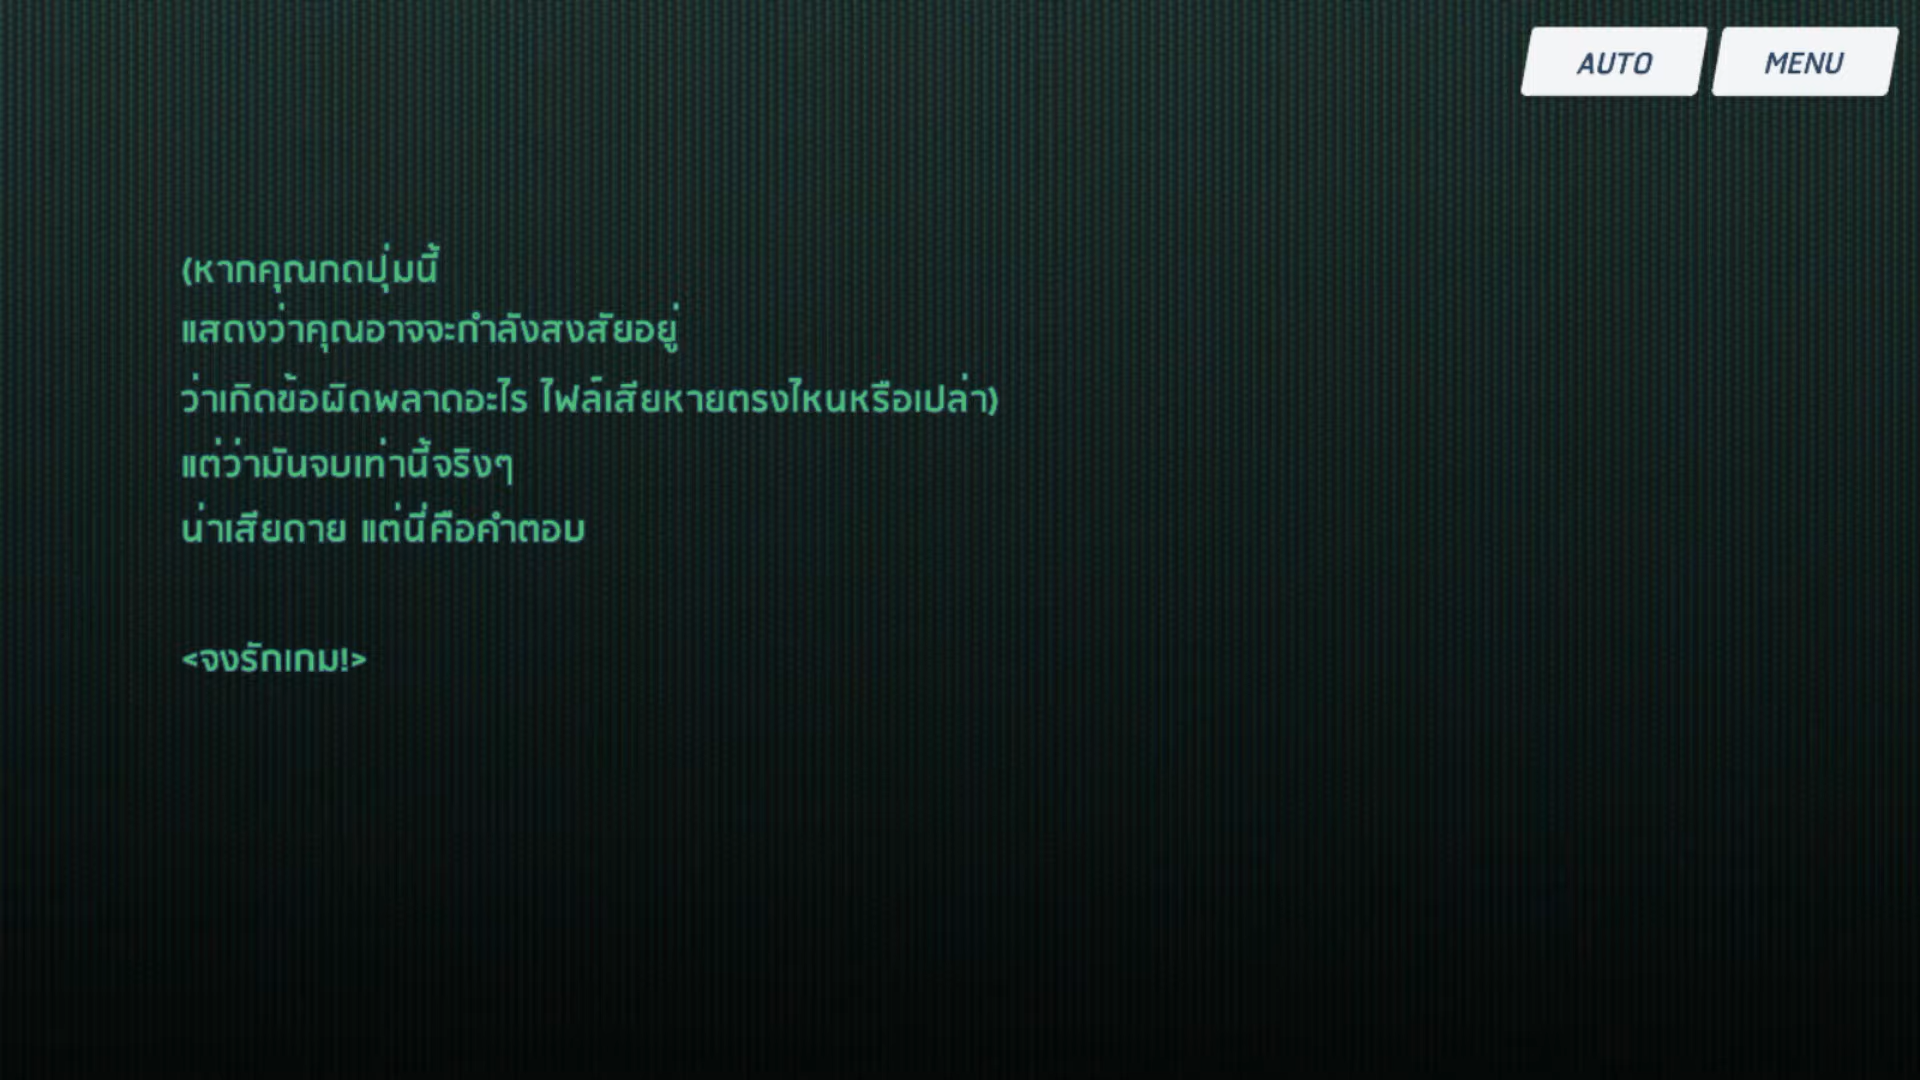 AUTO
MENU
(หากคุณกดปุ่มนี้
แสดงว่าคุณอาจจะกำลังสงสัยอยู่
ว่าเกิดข้อผิดพลาดอะไร ไฟล์เสียหายตรงไหนหรือเปล่า)
แต่ว่ามันจบเท่านี้จริงๆ
น่าเสียดาย แต่นี่คือคำตอบ
<จงรักเกม!>